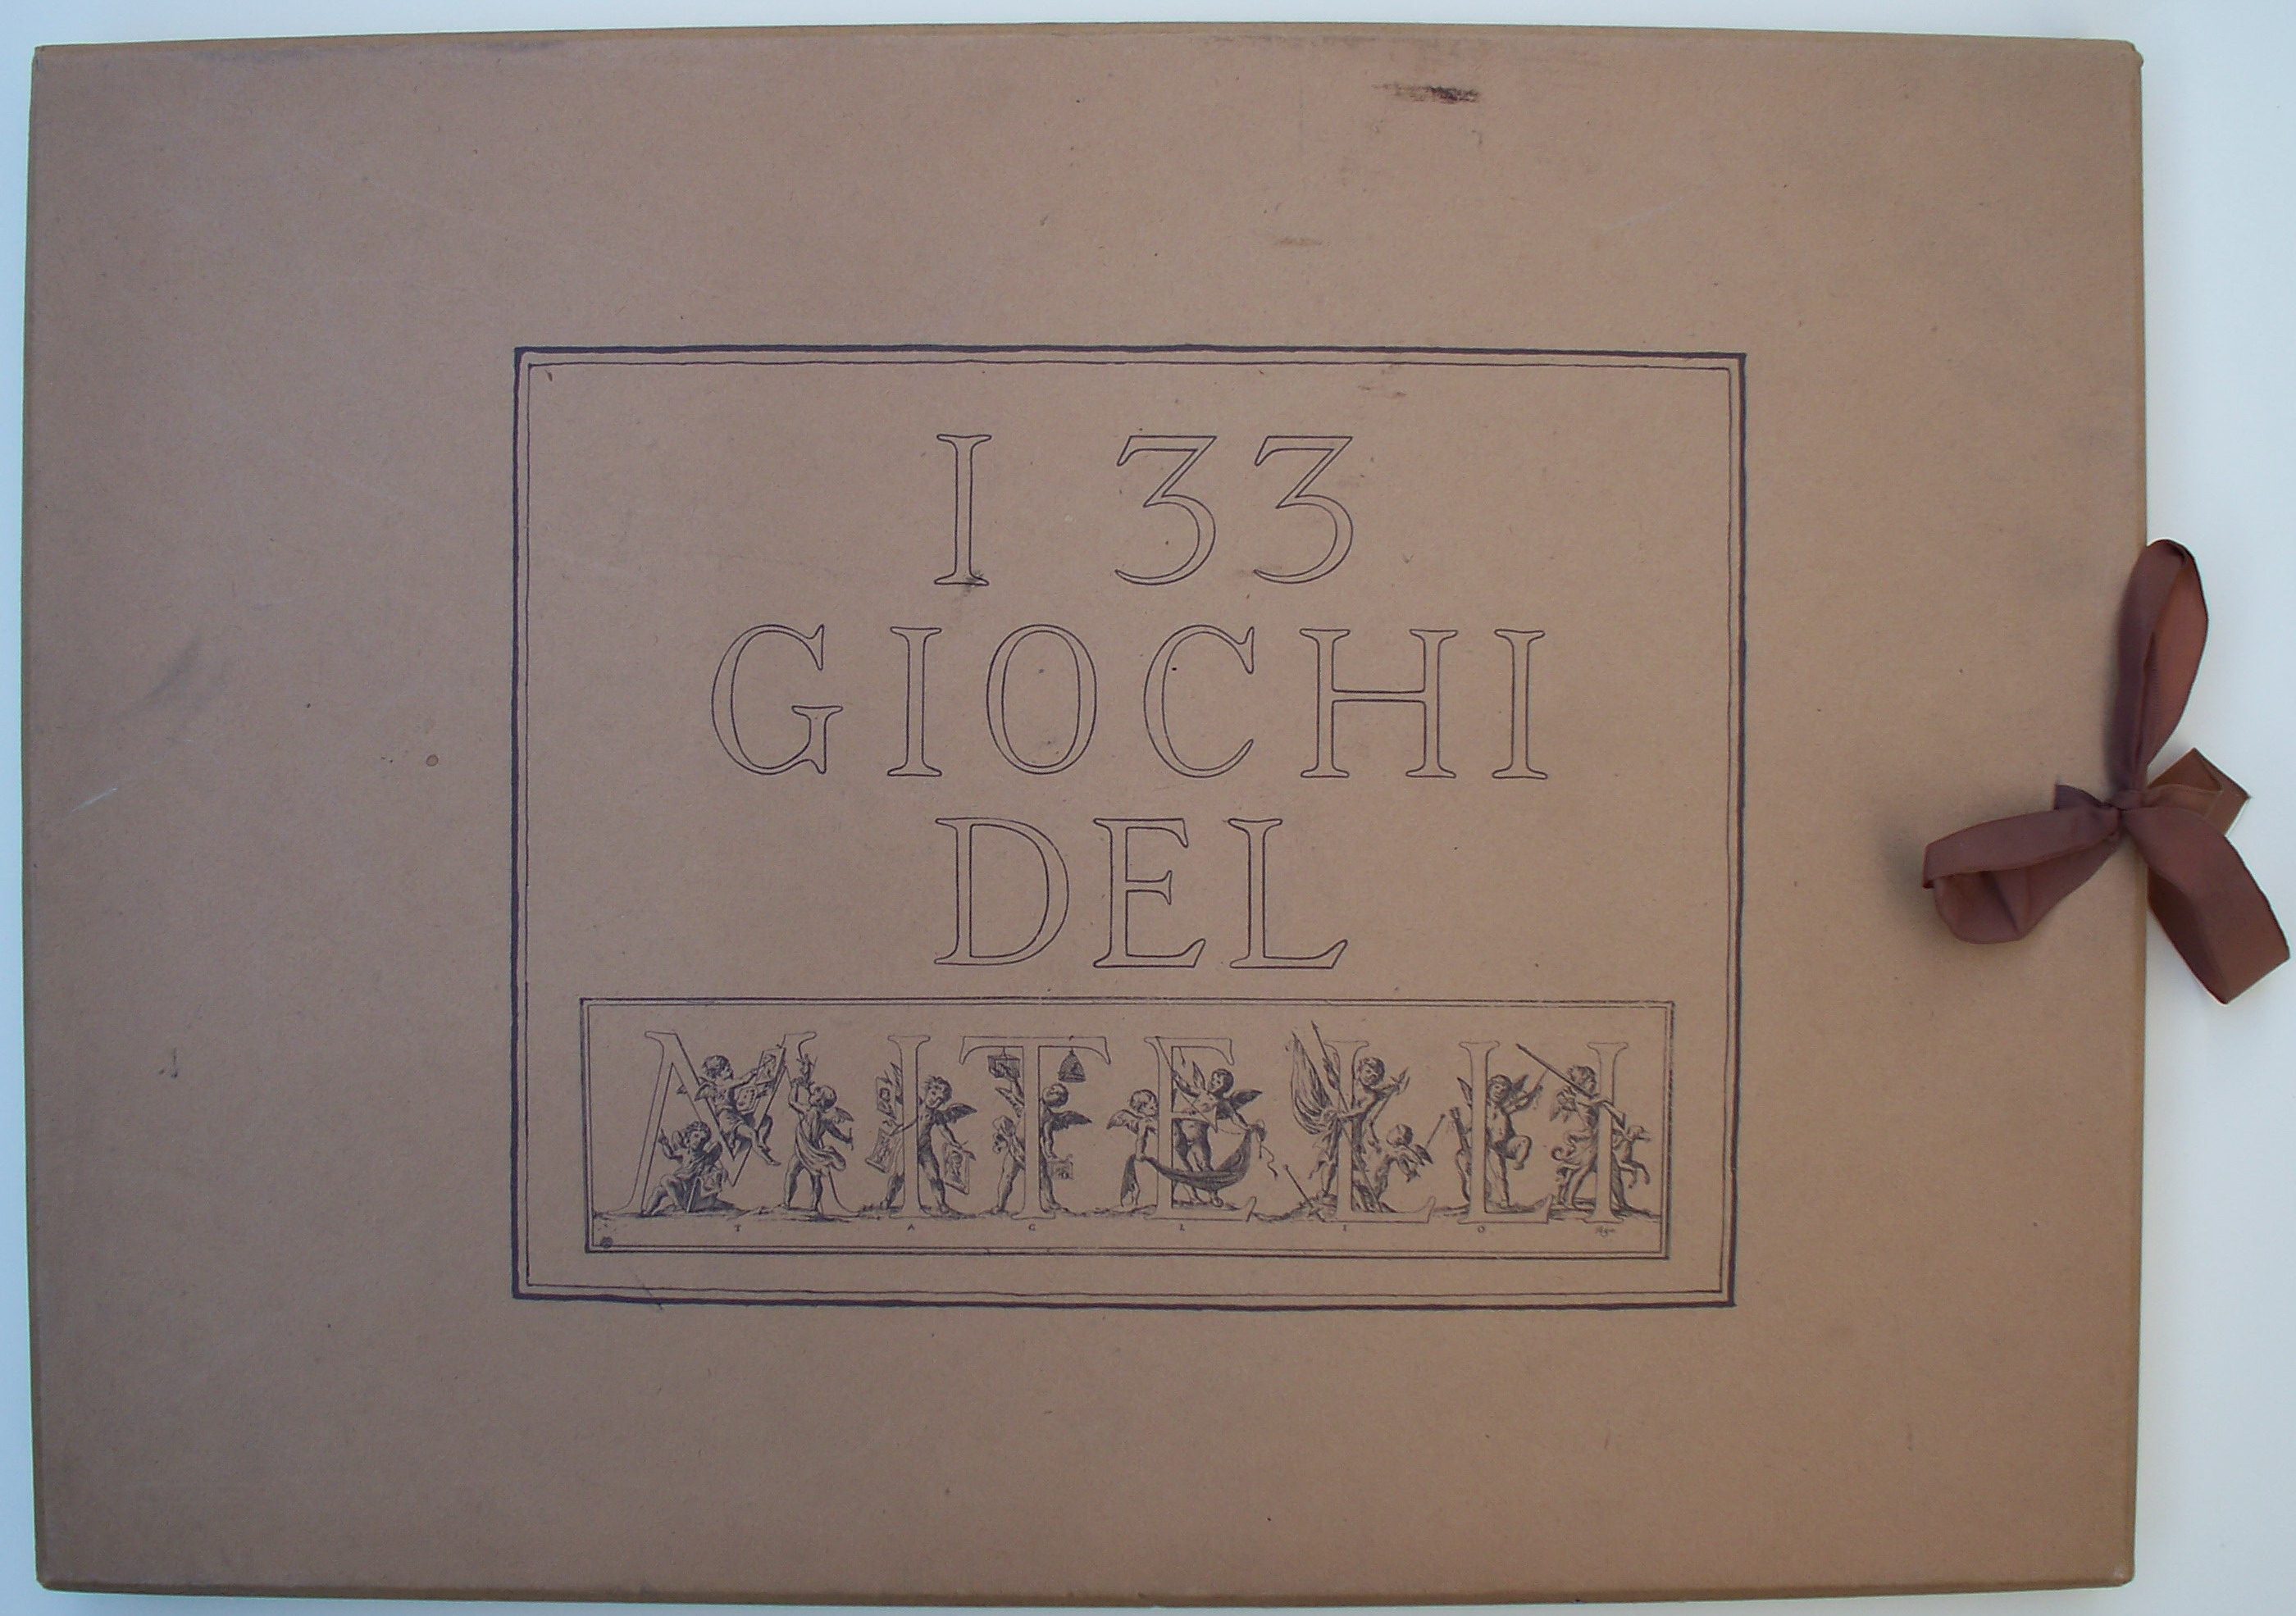 I 33
GIOCHI
DEL
MITELLI
T A G L I O